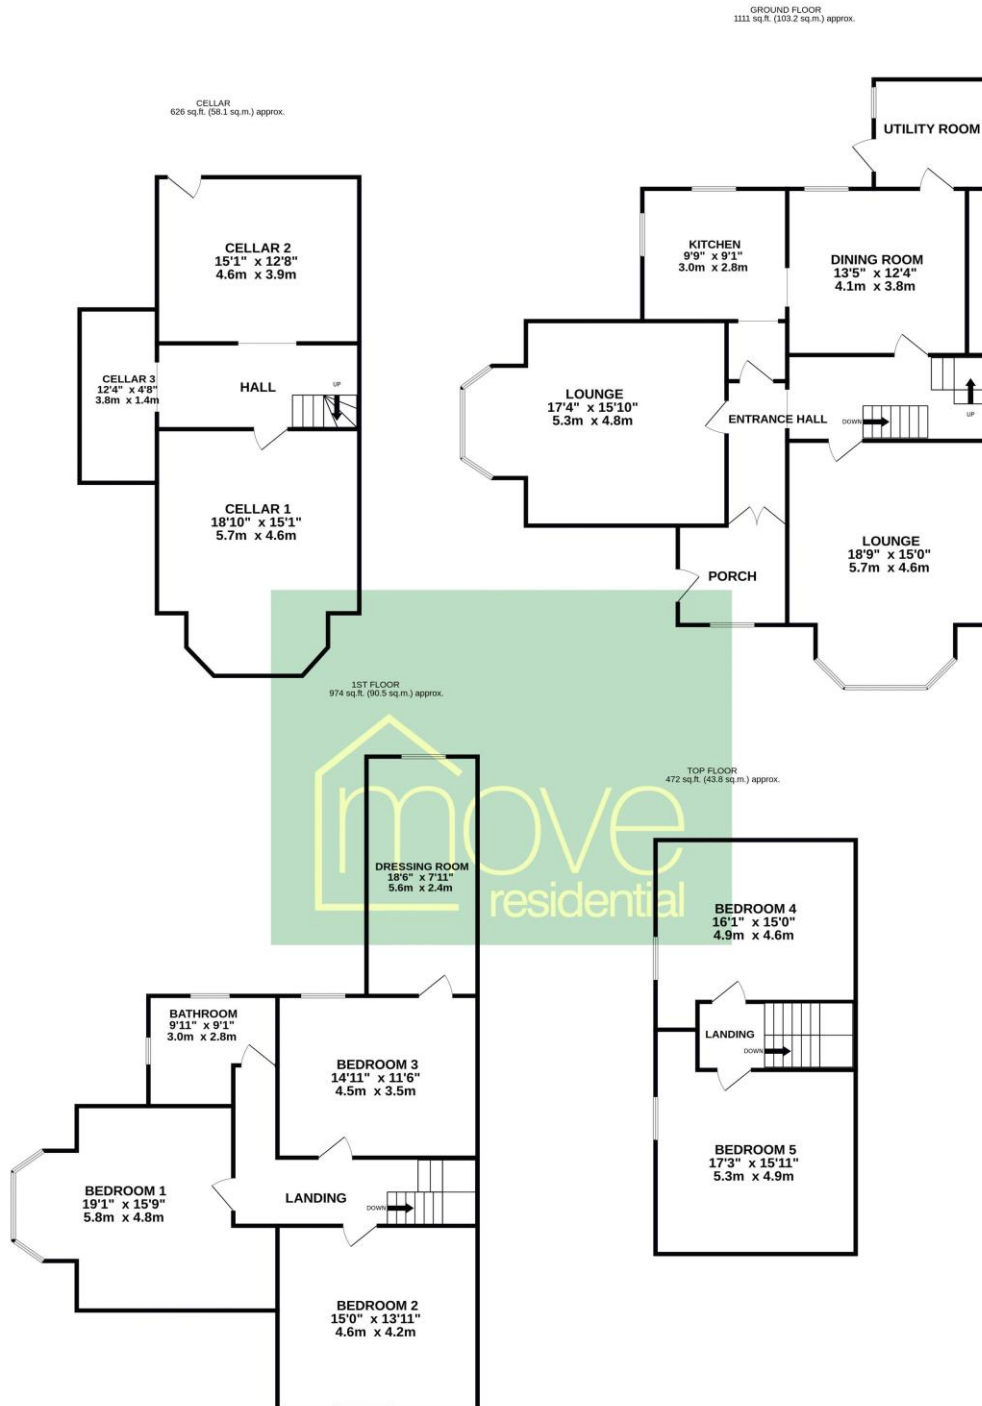 GROUND FLOOR
1111 sq.ft. (103.2 sq.m.) approx.
CELLAR
626 sq.ft. (58.1 sq.m.) approx.
UTILITY ROOM
CELLAR 2
15'1" x 12'8"
4.6m x 3.9m
KITCHEN
9'9" x 9'1"
3.0m x 2.8m
DINING ROOM
13'5" x 12'4"
4.1m x 3.8m
CELLAR 3
12'4" x 4'8"
3.8m x 1.4m
HALL
UP
LOUNGE
17'4" x 15'10"
5.3m x 4.8m
ENTRANCE HALL
DOWN
UP
CELLAR 1
18'10" x 15'1"
5.7m x 4.6m
LOUNGE
18'9" x 15'0"
5.7m x 4.6m
PORCH
1ST FLOOR
974 sq.ft. (90.5 sq.m.) approx.
TOP FLOOR
472 sq.ft. (43.8 sq.m.) approx.
move
residential
DRESSING ROOM
18'6" x 7'11"
5.6m x 2.4m
BEDROOM 4
16'1" x 15'0"
4.9m x 4.6m
BATHROOM
9'11" x 9'1"
3.0m x 2.8m
LANDING
DOWN
BEDROOM 3
14'11" x 11'6"
4.5m x 3.5m
BEDROOM 5
17'3" x 15'11"
5.3m x 4.9m
BEDROOM 1
19'1" x 15'9"
5.8m x 4.8m
LANDING
DOWN
BEDROOM 2
15'0" x 13'11"
4.6m x 4.2m